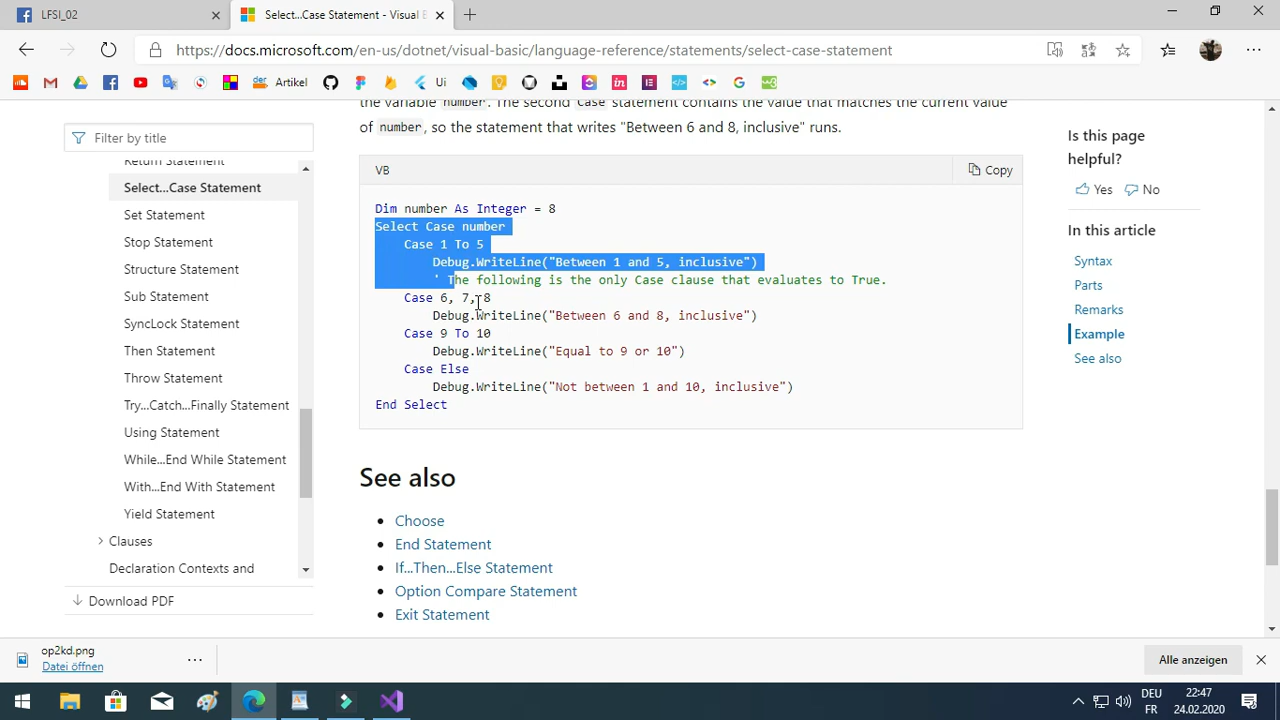 LFSI_02
Select...Case Statement - Visual B
https://docs.microsoft.com/en-us/dotnet/visual-basic/language-reference/statements/select-case-statement
der Artikel
Ui
the variable number. The second Case statement contains the value that matches the current value
of number, so the statement that writes "Between 6 and 8, inclusive" runs.
Filter by title
Return Statement
Select...Case Statement
Set Statement
Stop Statement
Structure Statement
Sub Statement
SyncLock Statement
Then Statement
Throw Statement
Try...Catch...Finally Statement
Using Statement
While...End While Statement
With...End With Statement
Yield Statement
Clauses
Declaration Contexts and
Download PDF
VB
Copy
Dim number As Integer = 8
Select Case number
Case 1 To 5
Debug.WriteLine("Between 1 and 5, inclusive")
' The following is the only Case clause that evaluates to True.
Case 6, 7, 8
Debug.WriteLine("Between 6 and 8, inclusive")
Case 9 To 10
Debug.WriteLine("Equal to 9 or 10")
Case Else
Debug.WriteLine("Not between 1 and 10, inclusive")
End Select
See also
Choose
End Statement
If...Then...Else Statement
Option Compare Statement
Exit Statement
Is this page
helpful?
Yes No
In this article
Syntax
Parts
Remarks
Example
See also
op2kd.png
Datei öffnen
Alle anzeigen
DEU
FR
22:47
24.02.2020